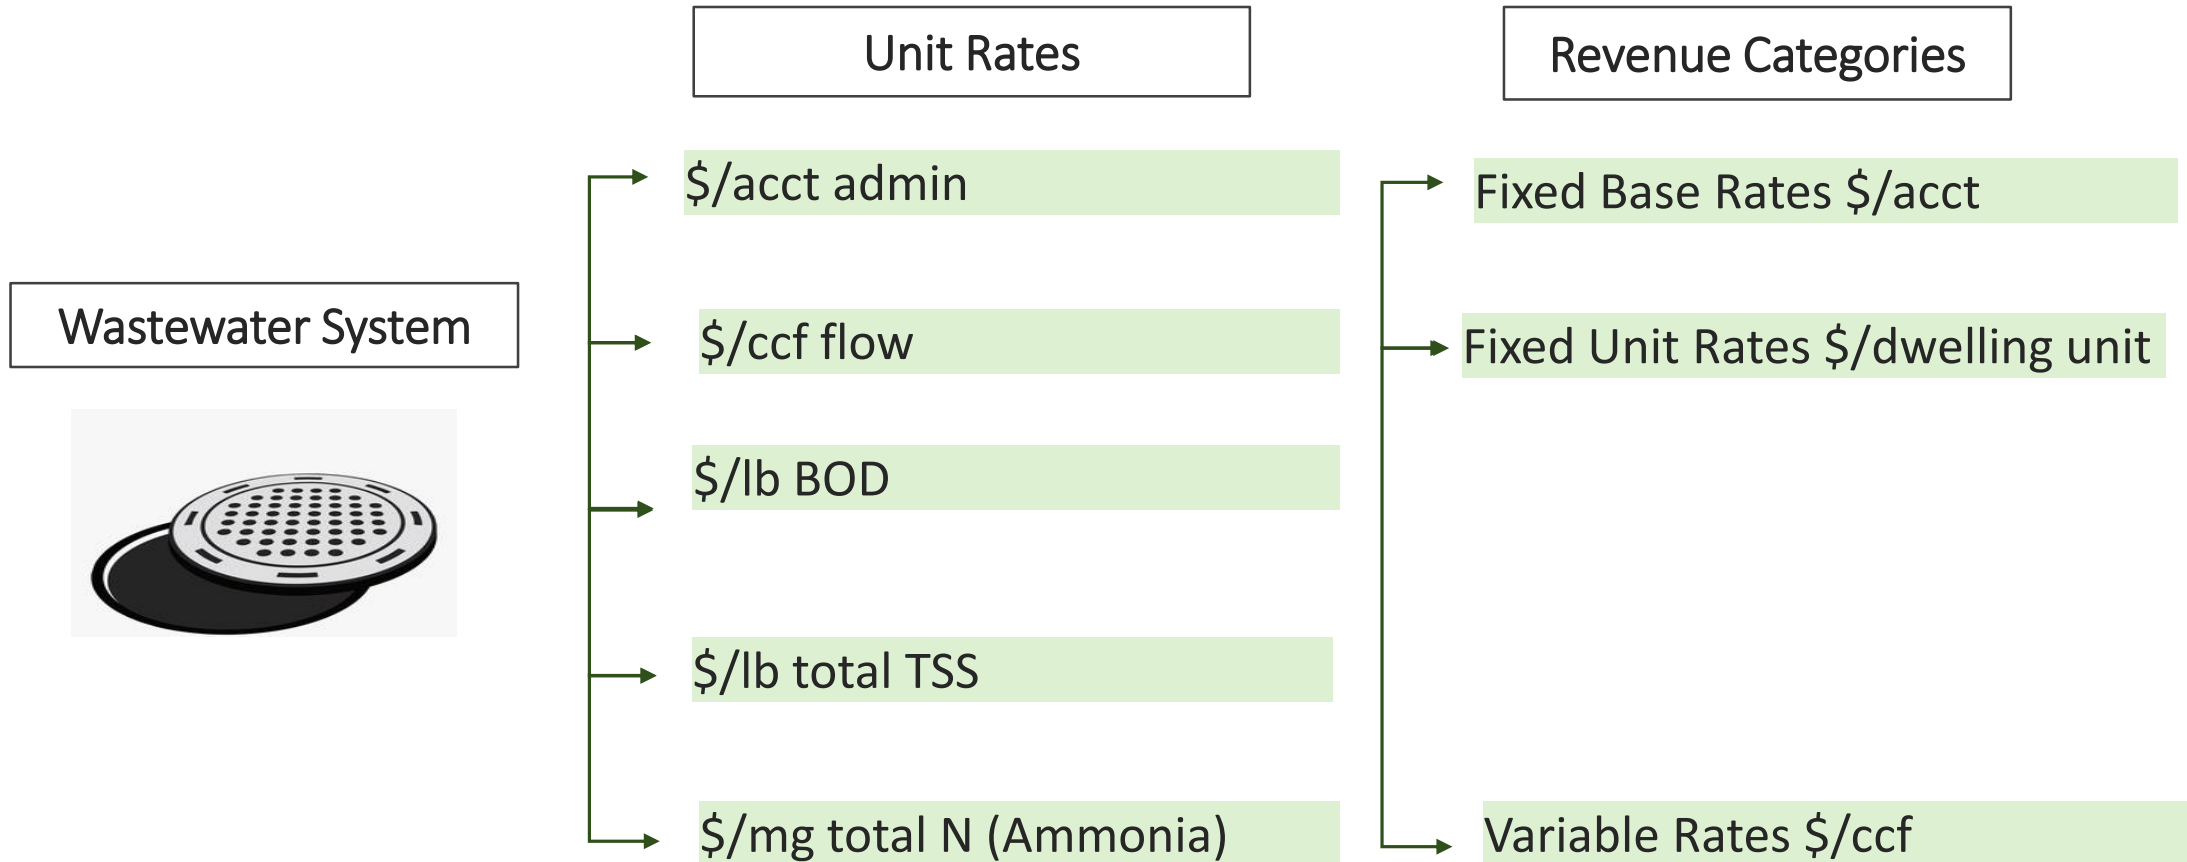 Unit Rates
Revenue Categories
$/acct admin
Fixed Base Rates $/acct
Wastewater System
$/ccf flow
Fixed Unit Rates $/dwelling unit
$/lb BOD
$/lb total TSS
$/mg total N (Ammonia)
Variable Rates $/ccf